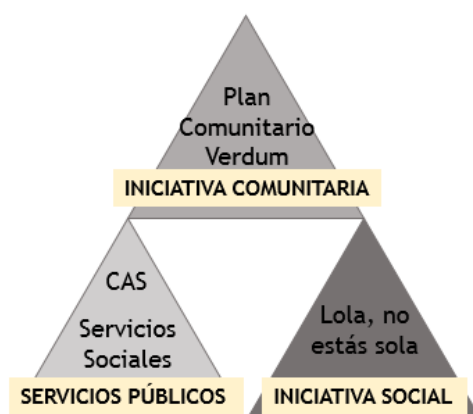 Plan
Comunitario
Verdum
INICIATIVA COMUNITARIA
CAS
Servicios
Sociales
SERVICIOS PÚBLICOS
Lola, no
estás sola
INICIATIVA SOCIAL